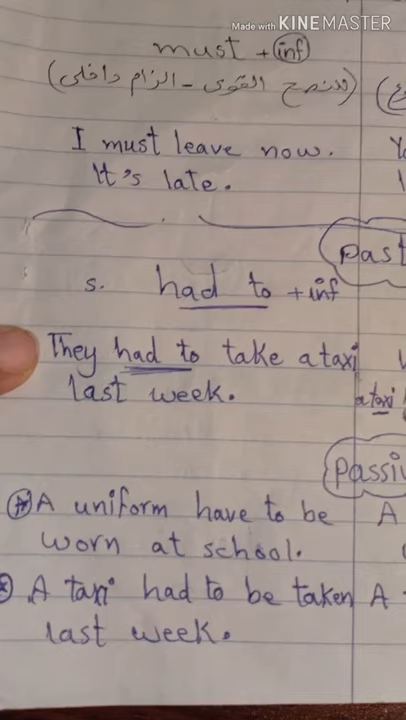 Made with KINEMASTER
must + inf
(للنصح القوى - الزام داخلى)
I must leave now.
It's late.
past
s. had to + inf
They had to take a taxi
last week.
a taxi
Passiv
A uniform have to be
A
worn at school.
A taxi had to be taken
A
last week.